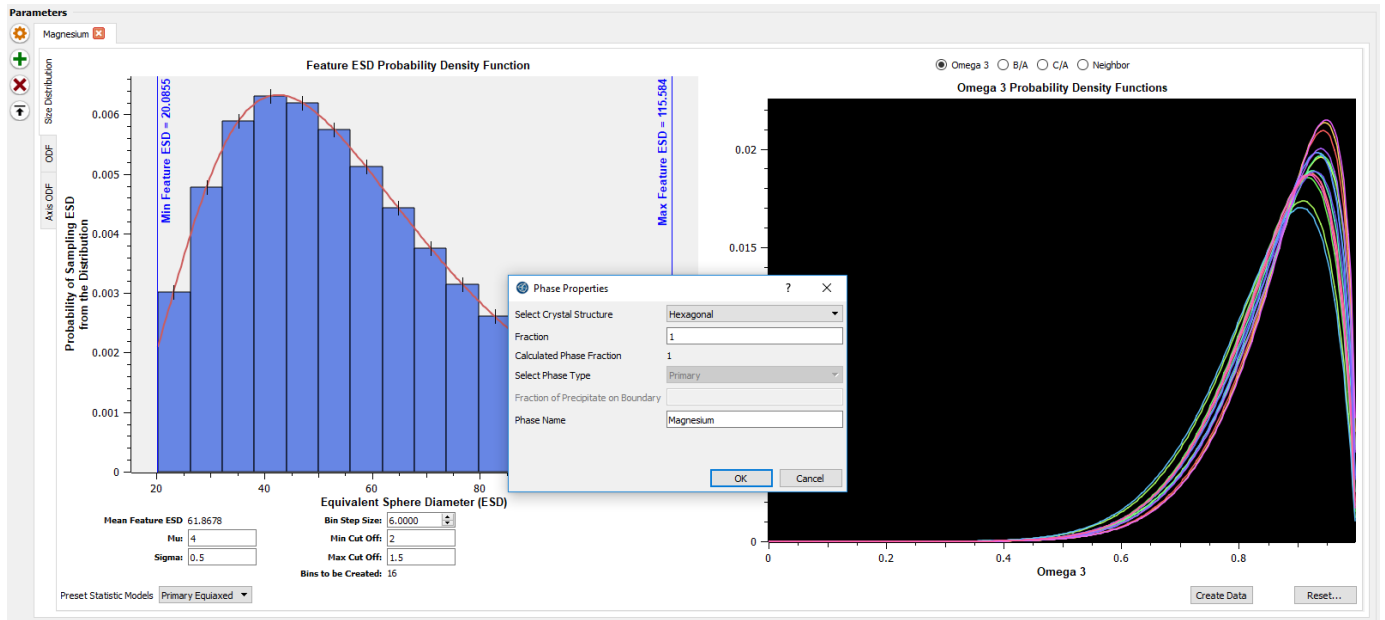 Parameters
Magnesium
Size Distribution
ODF
Axis ODF
Feature ESD Probability Density Function
Probability of Sampling ESD
from the Distribution
0.006
0.005
0.004
0.003
0.002
0.001
0
Min Feature ESD = 20.0855
Max Feature ESD = 115.584
20
40
60
80
Equivalent Sphere Diameter (ESD)
Mean Feature ESD 61.8678
Mu: 4
Sigma: 0.5
Bin Step Size: 6.0000
Min Cut Off: 2
Max Cut Off: 1.5
Bins to be Created: 16
Preset Statistic Models Primary Equiaxed
Phase Properties ?
Select Crystal Structure Hexagonal
Fraction 1
Calculated Phase Fraction 1
Select Phase Type Primary
Fraction of Precipitate on Boundary
Phase Name Magnesium
OK Cancel
Omega 3 B/A C/A Neighbor
Omega 3 Probability Density Functions
0.02
0.015
0
0
0.2
0.4
0.6
0.8
Omega 3
Create Data Reset...